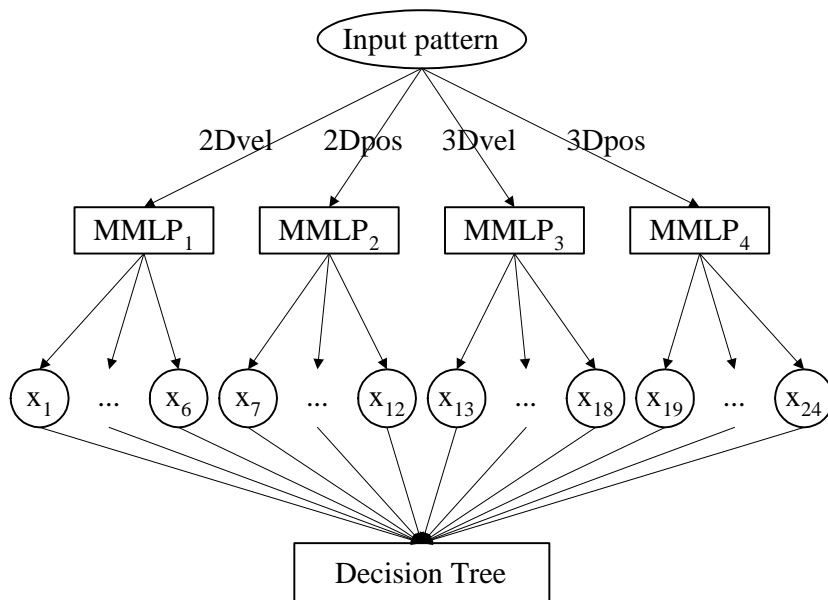 Input pattern
2Dvel 2Dpos 3Dvel 3Dpos
MMLP₁ MMLP₂ MMLP₃ MMLP₄
x₁ ... x₆ x₇ ... x₁₂ x₁₃ ... x₁₈ x₁₉ ... x₂₄
Decision Tree